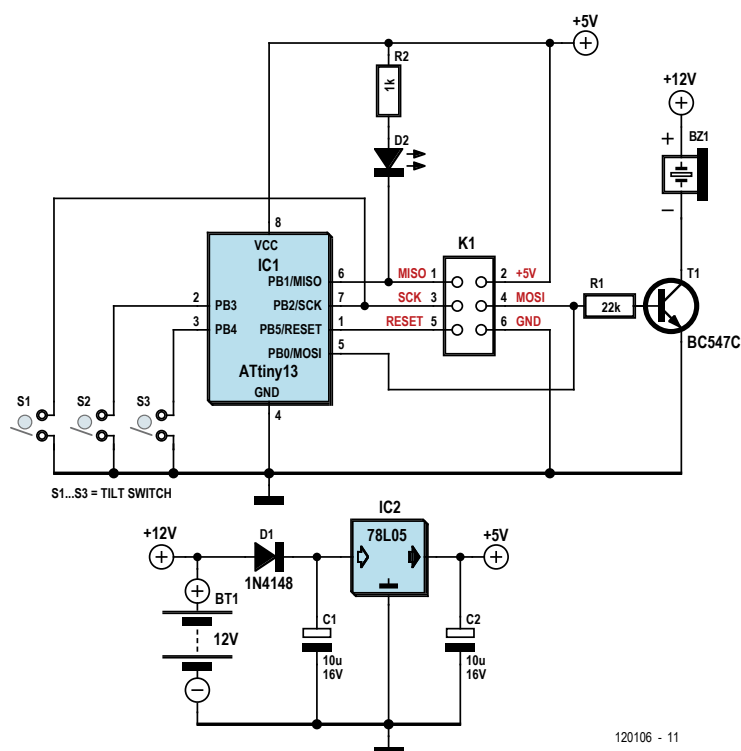 +5V
R2
1k
+12V
D2
+
BZ1
–
8
VCC
IC1
K1
PB1/MISO
6
MISO 1
2 +5V
T1
PB2/SCK
7
SCK 3
4 MOSI
R1
22k
2
PB3
3
PB4
PB5/RESET
1
RESET 5
6 GND
BC547C
PB0/MOSI
5
ATtiny13
GND
4
S1
S2
S3
S1...S3 = TILT SWITCH
IC2
+12V
D1
78L05
+5V
1N4148
BT1
12V
C1
10u
16V
C2
10u
16V
120106 - 11